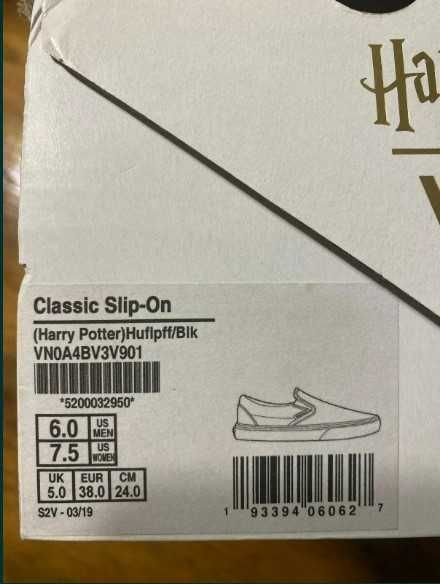 Ha
V
Classic Slip-On
(Harry Potter)Huflpff/Blk
VN0A4BV3V901
*5200032950*
6.0 US MEN
7.5 US WOMEN
UK EUR CM
5.0 38.0 24.0
S2V - 03/19
1 93394 06062 7